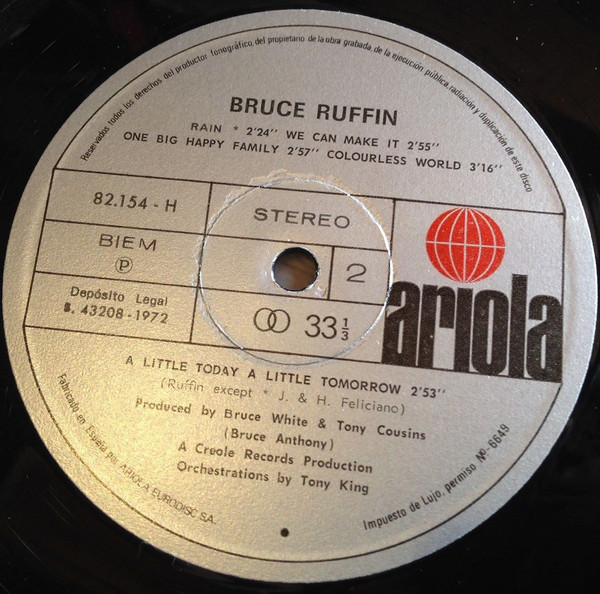 Reservados todos los derechos del productor fonográfico, del propietario de la obra grabada, de la ejecución pública, radiación y duplicación de este disco
BRUCE RUFFIN
RAIN * 2'24'' WE CAN MAKE IT 2'55''
ONE BIG HAPPY FAMILY 2'57'' COLOURLESS WORLD 3'16''
82.154 - H
STEREO
BIEM
Ⓟ
2
Depósito Legal
B. 43208 - 1972
33 1/3
ariola
A LITTLE TODAY A LITTLE TOMORROW 2'53''
(Ruffin except * J. & H. Feliciano)
Produced by Bruce White & Tony Cousins
(Bruce Anthony)
A Creole Records Production
Orchestrations by Tony King
Fabricado en España por ARIOLA EURODISC S.A.
Impuesto de Lujo, permiso Nº 6649